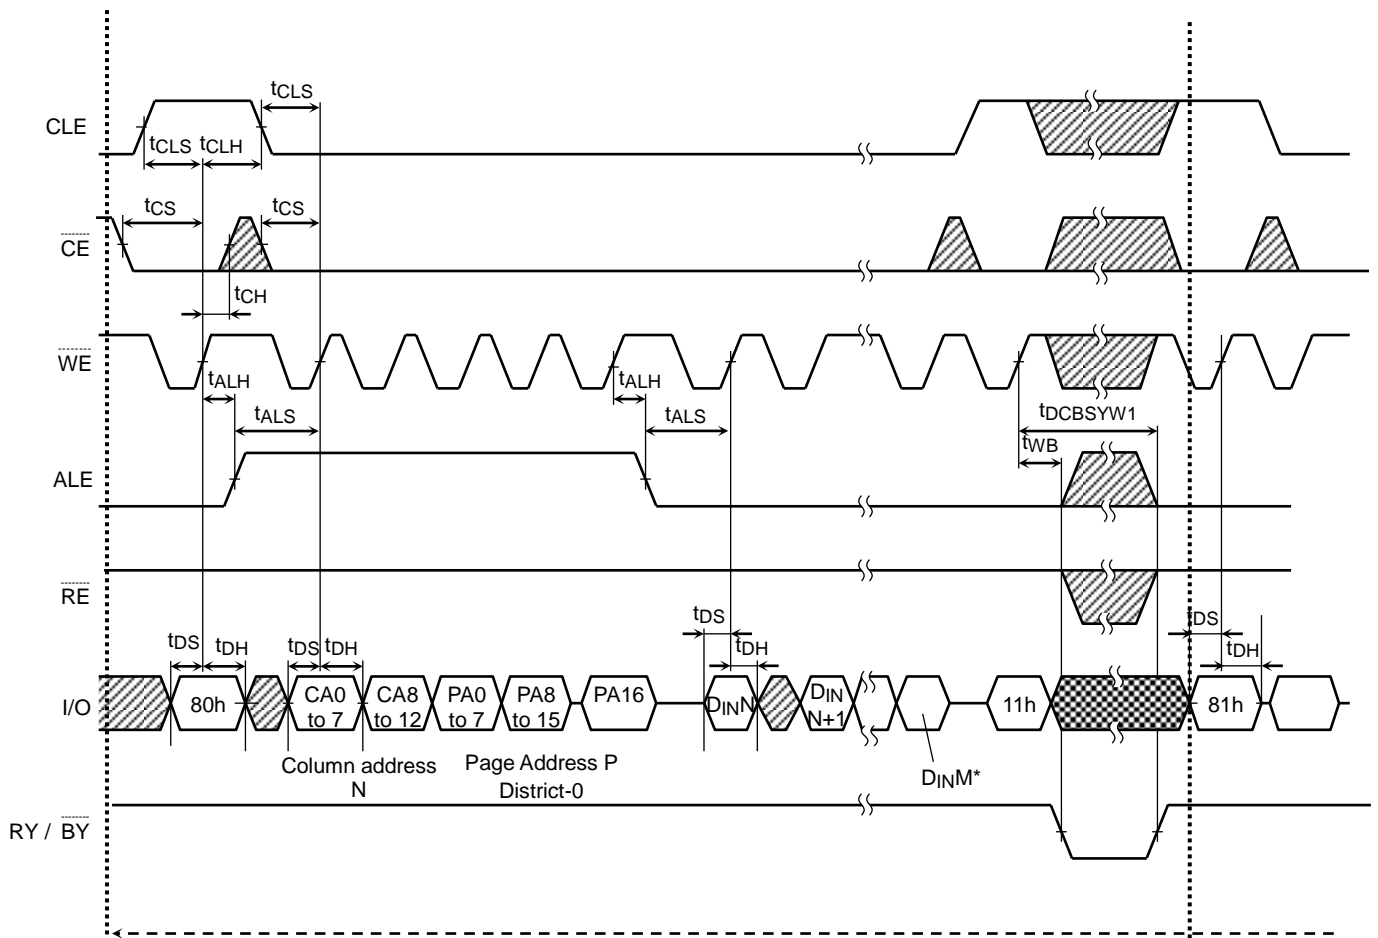 tCLS
CLE
tCLS tCLH
tCS tCS
CE
tCH
WE
tALH tALH
tALS tALS tDCBSYW1
tWB
ALE
RE
tDS tDH tDS tDH tDS tDH tDS tDH
I/O
80h
CA0 to 7
CA8 to 12
PA0 to 7
PA8 to 15
PA16
DINN
DIN N+1
11h
81h
Column address
N
Page Address P
District-0
DINM*
RY / BY